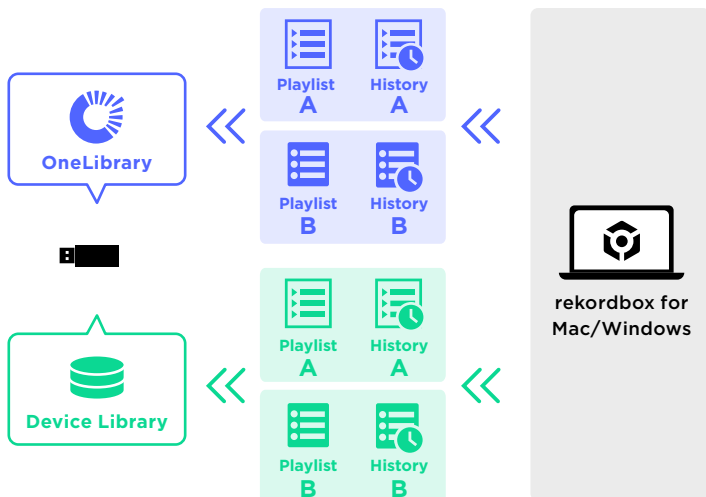 Playlist
A
History
A
OneLibrary
Playlist
B
History
B
rekordbox for
Mac/Windows
Playlist
A
History
A
Device Library
Playlist
B
History
B